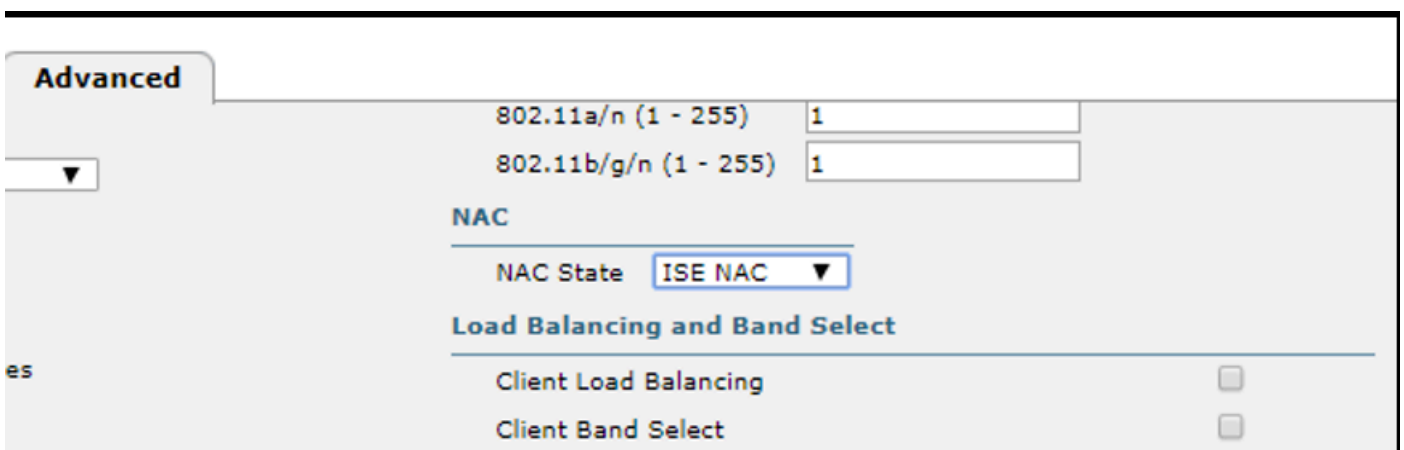 Advanced
802.11a/n (1 - 255) 1
802.11b/g/n (1 - 255) 1
NAC
NAC State ISE NAC
Load Balancing and Band Select
es
Client Load Balancing
Client Band Select